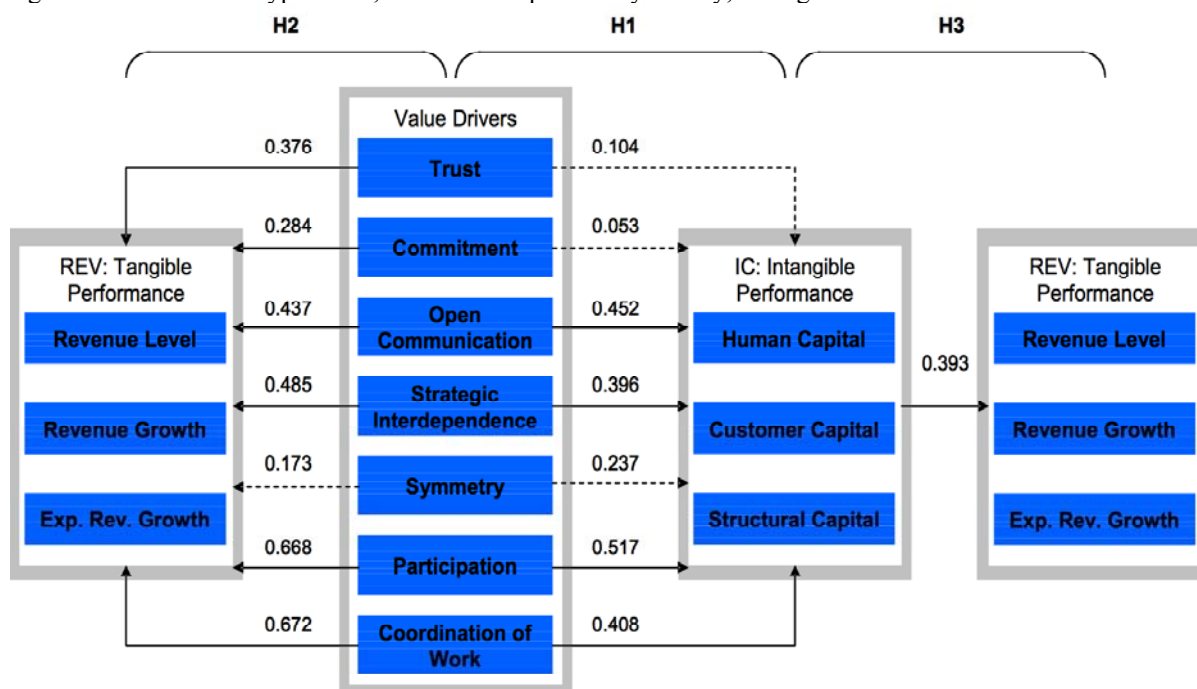 H2 H1 H3
Value Drivers
0.376 Trust 0.104
0.284 Commitment 0.053
REV: Tangible
Performance
IC: Intangible
Performance
REV: Tangible
Performance
0.437 Open
Communication 0.452
Revenue Level
Human Capital
Revenue Level
0.393
0.485 Strategic
Interdependence 0.396
Revenue Growth
Customer Capital
Revenue Growth
0.173 Symmetry 0.237
Exp. Rev. Growth
Structural Capital
Exp. Rev. Growth
0.668 Participation 0.517
0.672 Coordination of
Work 0.408